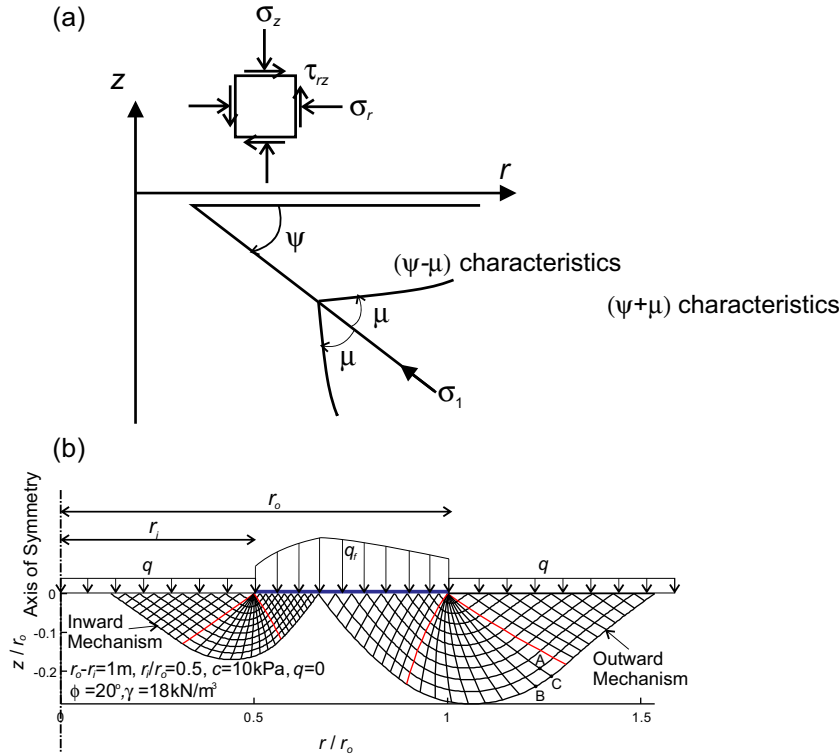 (a)
σz
τrz
z
σr
r
ψ
(ψ-μ) characteristics
(ψ+μ) characteristics
μ
μ
σ1
(b)
Axis of Symmetry
ro
ri
q
qf
q
0
-0.1
-0.2
z / ro
Inward
Mechanism
A
C
B
Outward
Mechanism
ro-ri=1m, ri/ro=0.5, c=10kPa, q=0
ϕ=20°,γ=18kN/m³
0
0.5
1
1.5
r / ro